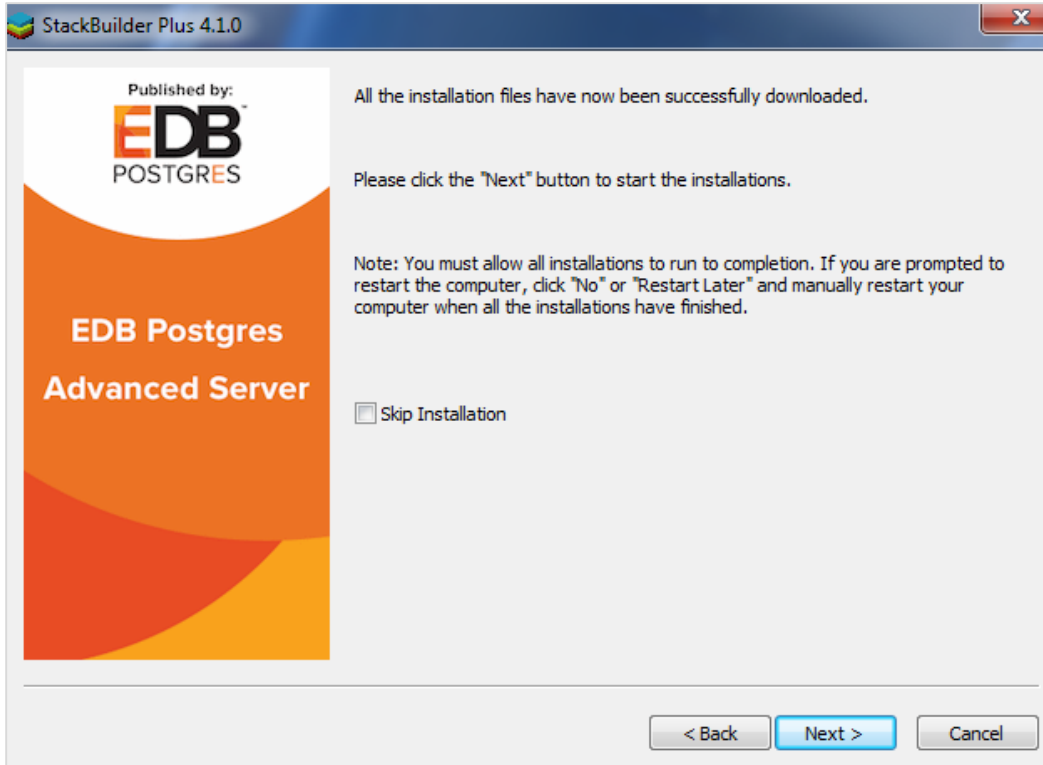 StackBuilder Plus 4.1.0
X
Published by:
EDB™
POSTGRES
EDB Postgres
Advanced Server
All the installation files have now been successfully downloaded.
Please click the "Next" button to start the installations.
Note: You must allow all installations to run to completion. If you are prompted to
restart the computer, click "No" or "Restart Later" and manually restart your
computer when all the installations have finished.
Skip Installation
< Back
Next >
Cancel